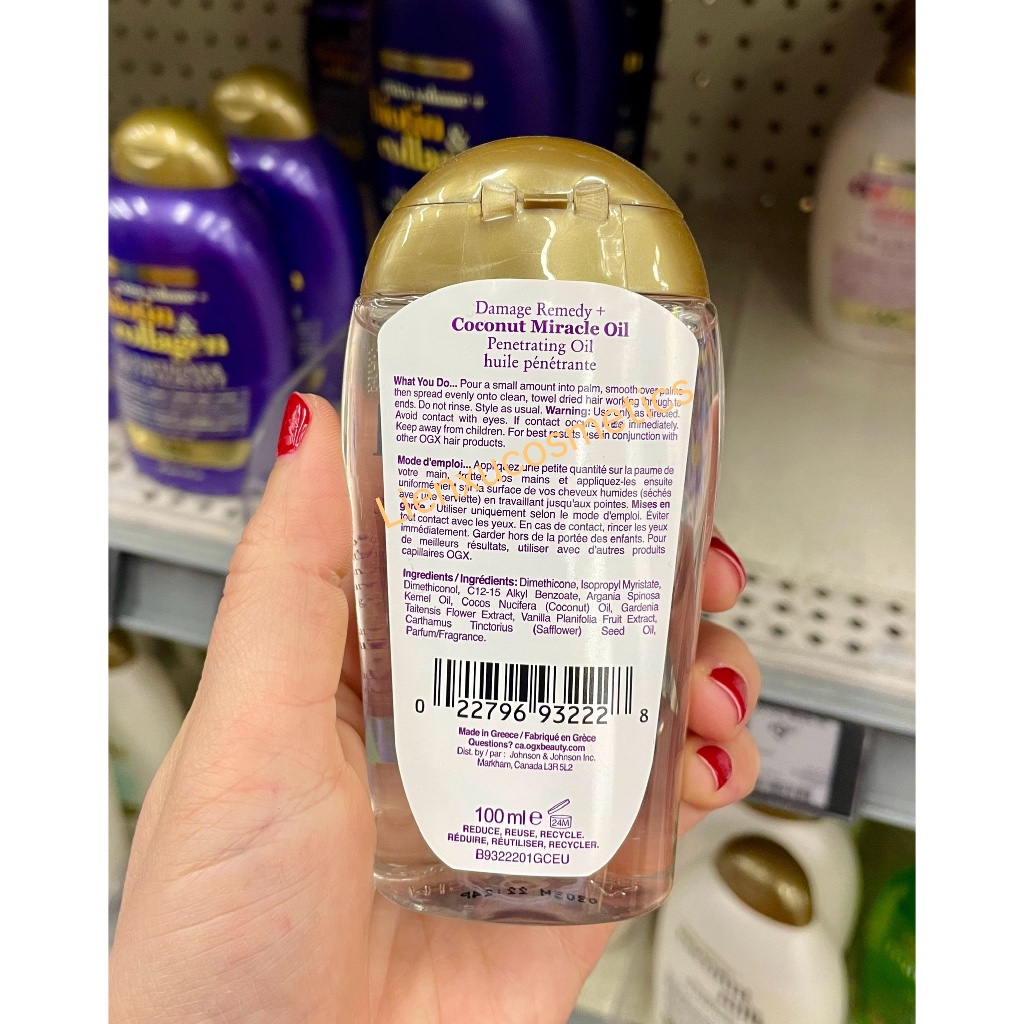 Damage Remedy +
Coconut Miracle Oil
Penetrating Oil
huile pénétrante
What You Do... Pour a small amount into palm, smooth over palms
then spread evenly onto clean, towel dried hair working through to
ends. Do not rinse. Style as usual. Warning: Use only as directed.
Avoid contact with eyes. If contact occurs, rinse immediately.
Keep away from children. For best results use in conjunction with
other OGX hair products.
Mode d'emploi... Appliquez une petite quantité sur la paume de
votre main, frotter vos mains et appliquez-les ensuite
uniformément sur la surface de vos cheveux humides (séchés
avec une serviette) en travaillant jusqu'aux pointes. Mises en
garde : Utiliser uniquement selon le mode d'emploi. Éviter
tout contact avec les yeux. En cas de contact, rincer les yeux
immédiatement. Garder hors de la portée des enfants. Pour
de meilleurs résultats, utiliser avec d'autres produits
capillaires OGX.
Ingredients / Ingrédients: Dimethicone, Isopropyl Myristate,
Dimethiconol, C12-15 Alkyl Benzoate, Argania Spinosa
Kernel Oil, Cocos Nucifera (Coconut) Oil, Gardenia
Taitensis Flower Extract, Vanilla Planifolia Fruit Extract,
Carthamus Tinctorius (Safflower) Seed Oil,
Parfum/Fragrance.
0 22796 93222 8
Made in Greece / Fabriqué en Grèce
Questions? ca.ogxbeauty.com
Dist. by / par : Johnson & Johnson Inc.
Markham, Canada L3R 5L2
100 ml e 24M
REDUCE, REUSE, RECYCLE.
RÉDUIRE, RÉUTILISER, RECYCLER.
B9322201GCEU
Lienxucosmetics
biotin &
collagen
biotin &
collagen